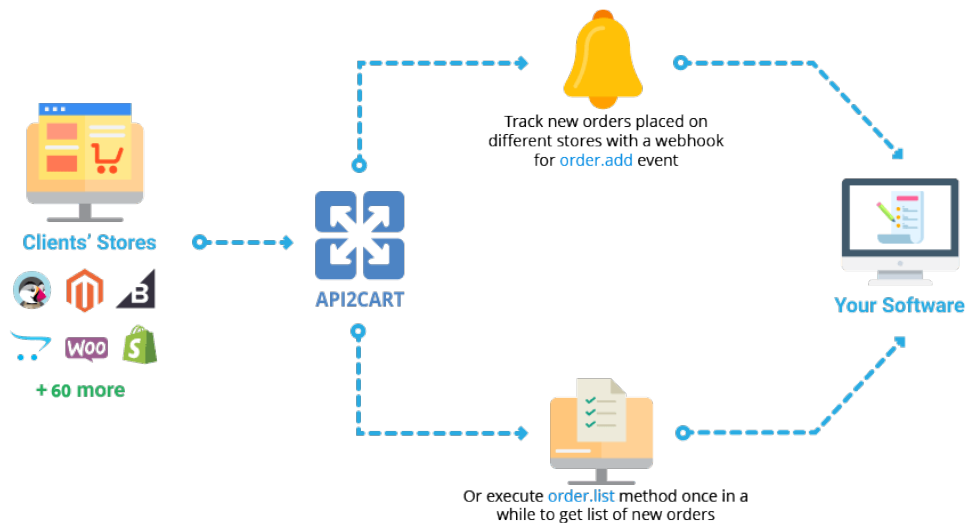 Track new orders placed on
different stores with a webhook
for order.add event
Clients' Stores
B
WOO
S
+ 60 more
API2CART
Your Software
Or execute order.list method once in a
while to get list of new orders